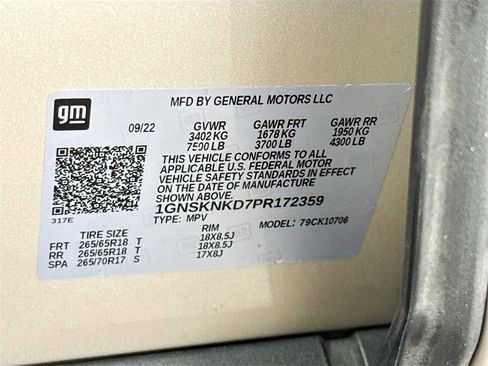 gm
MFD BY GENERAL MOTORS LLC
09/22 GVWR GAWR FRT GAWR RR
3402 KG 1678 KG 1950 KG
7500 LB 3700 LB 4300 LB
THIS VEHICLE CONFORMS TO ALL
APPLICABLE U.S. FEDERAL MOTOR
VEHICLE SAFETY STANDARDS IN EFFECT
ON THE DATE OF MANUFACTURE
SHOWN ABOVE.
1GNSKNKD7PR172359
317E
TYPE: MPV MODEL: 79CK10706
TIRE SIZE RIM
FRT 265/65R18 T 18X8.5J
RR 265/65R18 T 18X8.5J
SPA 265/70R17 S 17X8J